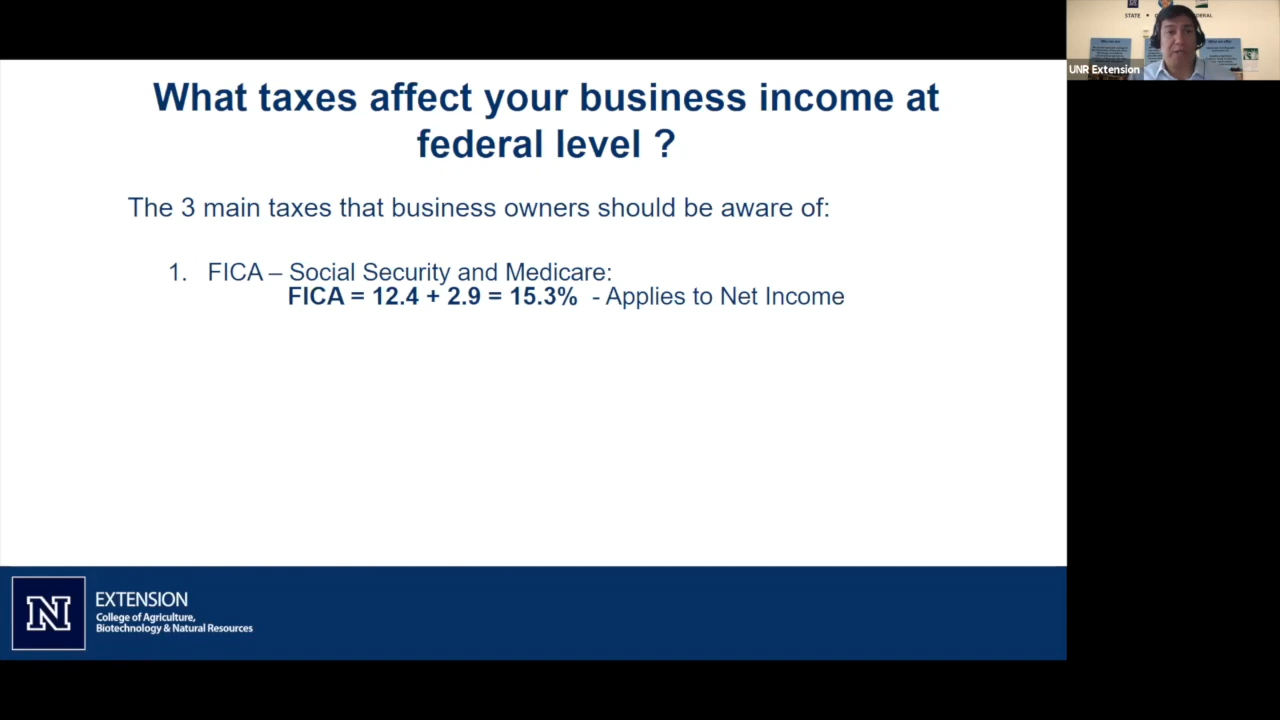 What taxes affect your business income at
federal level ?
The 3 main taxes that business owners should be aware of:
1. FICA – Social Security and Medicare:
FICA = 12.4 + 2.9 = 15.3% - Applies to Net Income
N
EXTENSION
College of Agriculture,
Biotechnology & Natural Resources
STATE
UNR Extension